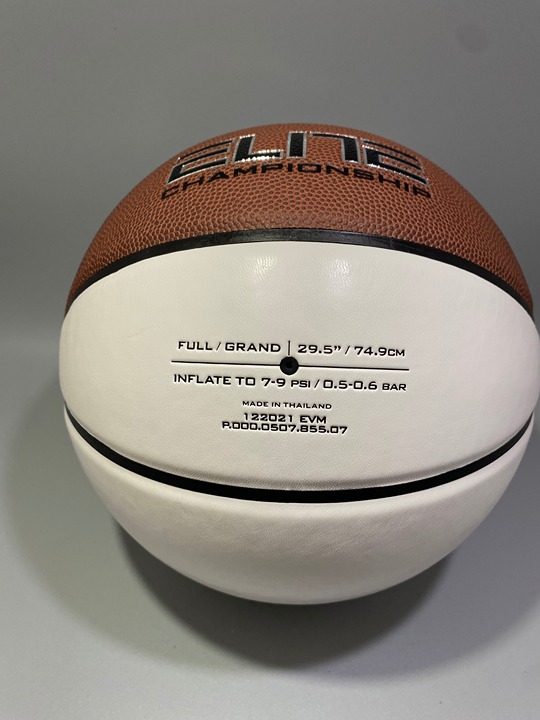 ELITE
CHAMPIONSHIP
FULL / GRAND | 29.5" / 74.9CM
INFLATE TO 7-9 PSI / 0.5-0.6 BAR
MADE IN THAILAND
122021 EVM
P.000.0507.855.07